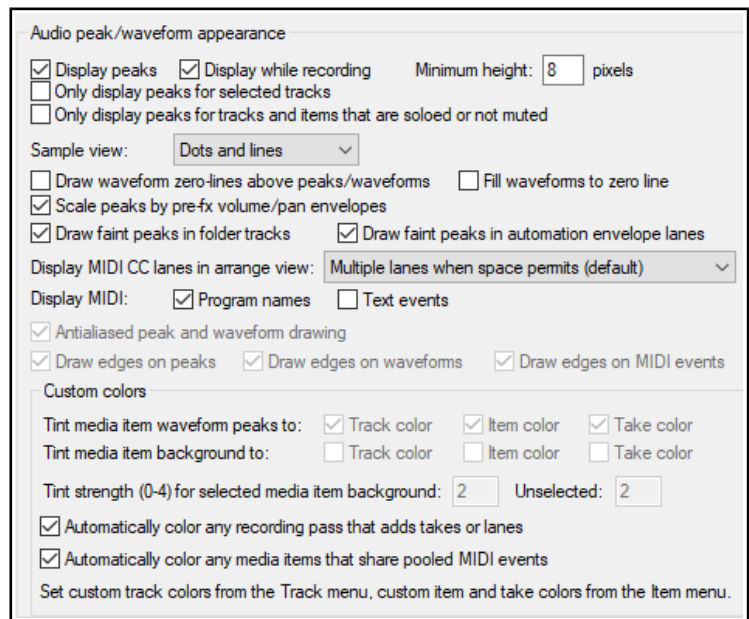 Audio peak/waveform appearance
Display peaks Display while recording Minimum height: 8 pixels
Only display peaks for selected tracks
Only display peaks for tracks and items that are soloed or not muted
Sample view: Dots and lines
Draw waveform zero-lines above peaks/waveforms Fill waveforms to zero line
Scale peaks by pre-fx volume/pan envelopes
Draw faint peaks in folder tracks Draw faint peaks in automation envelope lanes
Display MIDI CC lanes in arrange view: Multiple lanes when space permits (default)
Display MIDI: Program names Text events
Antialiased peak and waveform drawing
Draw edges on peaks Draw edges on waveforms Draw edges on MIDI events
Custom colors
Tint media item waveform peaks to: Track color Item color Take color
Tint media item background to: Track color Item color Take color
Tint strength (0-4) for selected media item background: 2 Unselected: 2
Automatically color any recording pass that adds takes or lanes
Automatically color any media items that share pooled MIDI events
Set custom track colors from the Track menu, custom item and take colors from the Item menu.